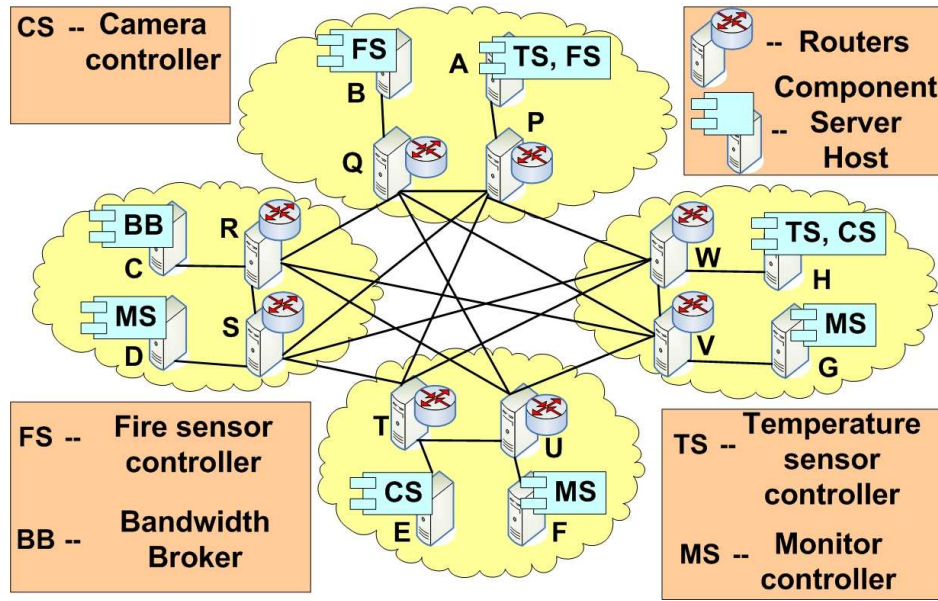 CS -- Camera
controller
FS
B
A
TS, FS
Q
P
-- Routers
Component
-- Server
Host
BB
C
R
MS
D
S
W
TS, CS
H
V
MS
G
T
U
CS
E
MS
F
FS -- Fire sensor
controller
BB -- Bandwidth
Broker
TS -- Temperature
sensor
controller
MS -- Monitor
controller